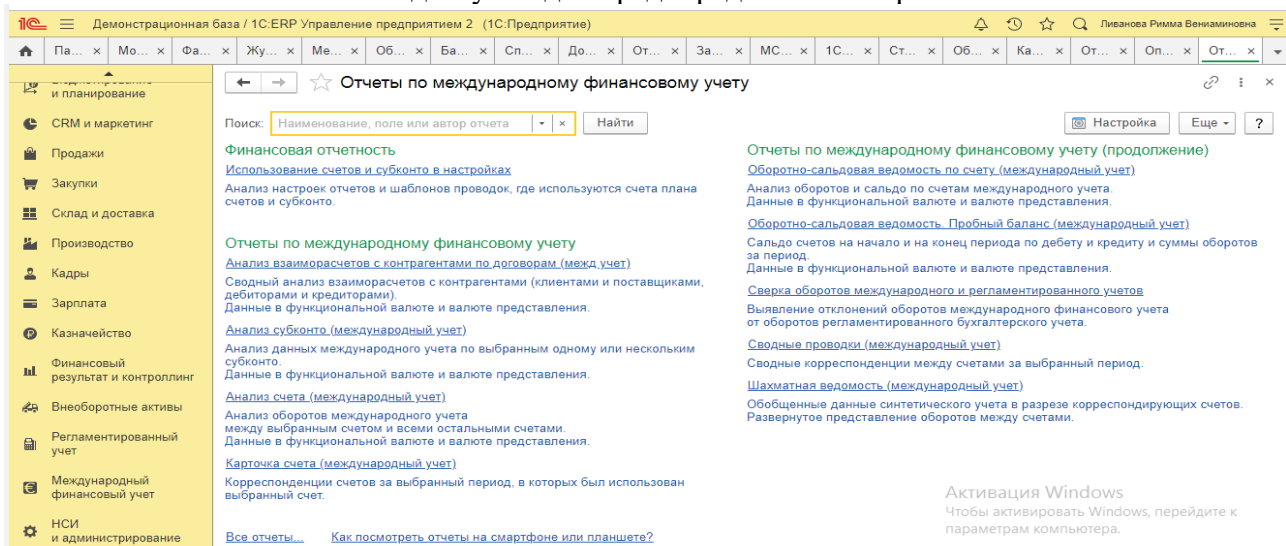 Демонстрационная база / 1С:ERP Управление предприятием 2 (1С:Предприятие)
Ливанова Римма Вениаминовна
Па... × Мо... × Фа... × Жу... × Ме... × Об... × Ба... × Сп... × До... × От... × За... × МС... × 1С... × Ст... × Об... × Ка... × От... × Оп... × От... ×
и планирование
CRM и маркетинг
Продажи
Закупки
Склад и доставка
Производство
Кадры
Зарплата
Казначейство
Финансовый
результат и контроллинг
Внеоборотные активы
Регламентированный
учет
Международный
финансовый учет
НСИ
и администрирование
Отчеты по международному финансовому учету
Поиск: Наименование, поле или автор отчета Найти Настройка Еще ?
Финансовая отчетность
Использование счетов и субконто в настройках
Анализ настроек отчетов и шаблонов проводок, где используются счета плана
счетов и субконто.
Отчеты по международному финансовому учету
Анализ взаиморасчетов с контрагентами по договорам (межд.учет)
Сводный анализ взаиморасчетов с контрагентами (клиентами и поставщиками,
дебиторами и кредиторами).
Данные в функциональной валюте и валюте представления.
Анализ субконто (международный учет)
Анализ данных международного учета по выбранным одному или нескольким
субконто.
Данные в функциональной валюте и валюте представления.
Анализ счета (международный учет)
Анализ оборотов международного учета
между выбранным счетом и всеми остальными счетами.
Данные в функциональной валюте и валюте представления.
Карточка счета (международный учет)
Корреспонденции счетов за выбранный период, в которых был использован
выбранный счет.
Все отчеты... Как посмотреть отчеты на смартфоне или планшете?
Отчеты по международному финансовому учету (продолжение)
Оборотно-сальдовая ведомость по счету (международный учет)
Анализ оборотов и сальдо по счетам международного учета.
Данные в функциональной валюте и валюте представления.
Оборотно-сальдовая ведомость. Пробный баланс (международный учет)
Сальдо счетов на начало и на конец периода по дебету и кредиту и суммы оборотов
за период.
Данные в функциональной валюте и валюте представления.
Сверка оборотов международного и регламентированного учетов
Выявление отклонений оборотов международного финансового учета
от оборотов регламентированного бухгалтерского учета.
Сводные проводки (международный учет)
Сводные корреспонденции между счетами за выбранный период.
Шахматная ведомость (международный учет)
Обобщенные данные синтетического учета в разрезе корреспондирующих счетов.
Развернутое представление оборотов между счетами.
Активация Windows
Чтобы активировать Windows, перейдите к
параметрам компьютера.